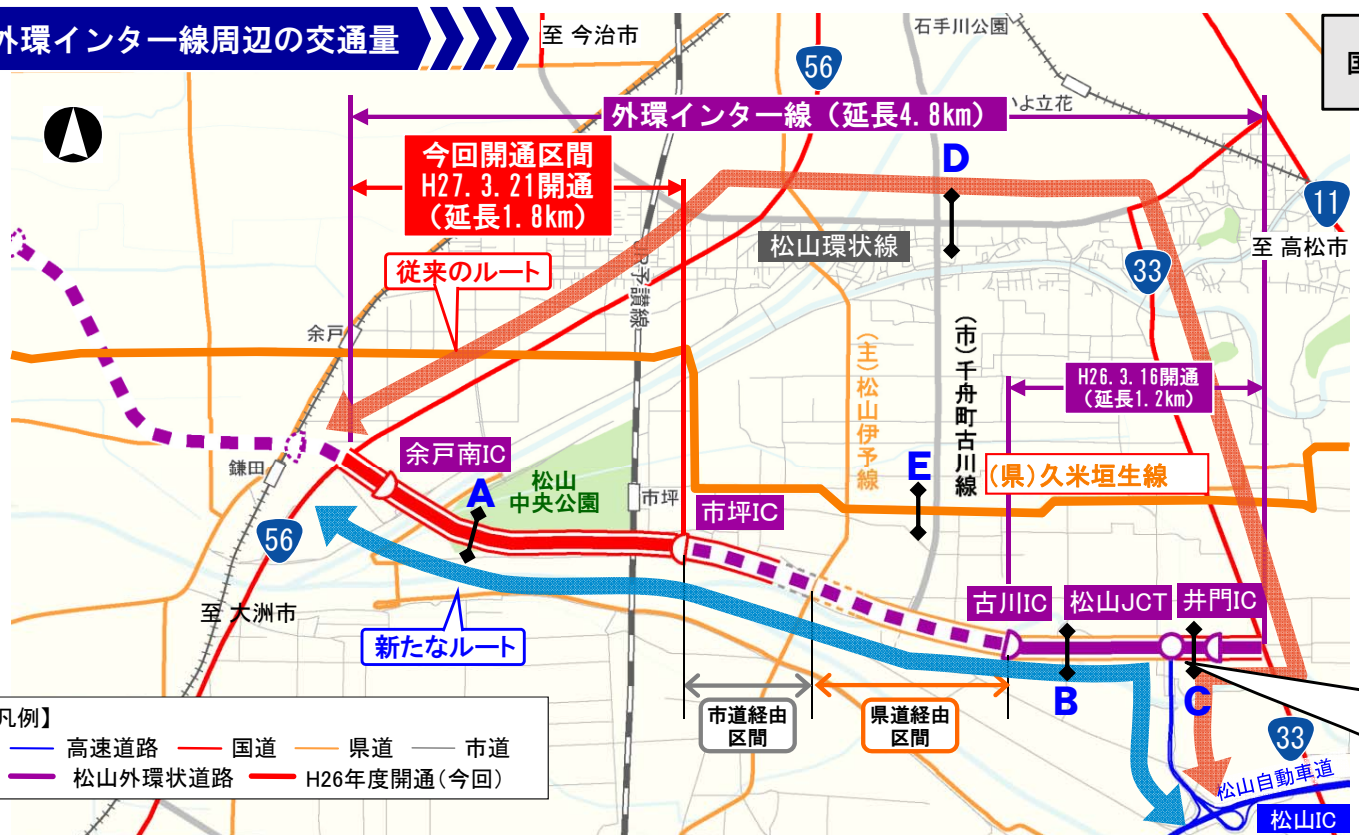 外環インター線周辺の交通量
至 今治市
石手川公園
国
56
いよ立花
外環インター線（延長4.8km）
今回開通区間
H27.3.21開通
（延長1.8km）
D
11
松山環状線
至 高松市
33
従来のルート
JR予讃線
余戸
(主)松山伊予線
(市)千舟町古川線
H26.3.16開通
（延長1.2km）
余戸南IC
鎌田
A
松山
中央公園
市坪
E
(県)久米垣生線
市坪IC
56
至 大洲市
新たなルート
古川IC
松山JCT
井門IC
B
C
市道経由
区間
県道経由
区間
33
凡例】
高速道路
国道
県道
市道
松山外環状道路
H26年度開通(今回)
松山自動車道
松山IC